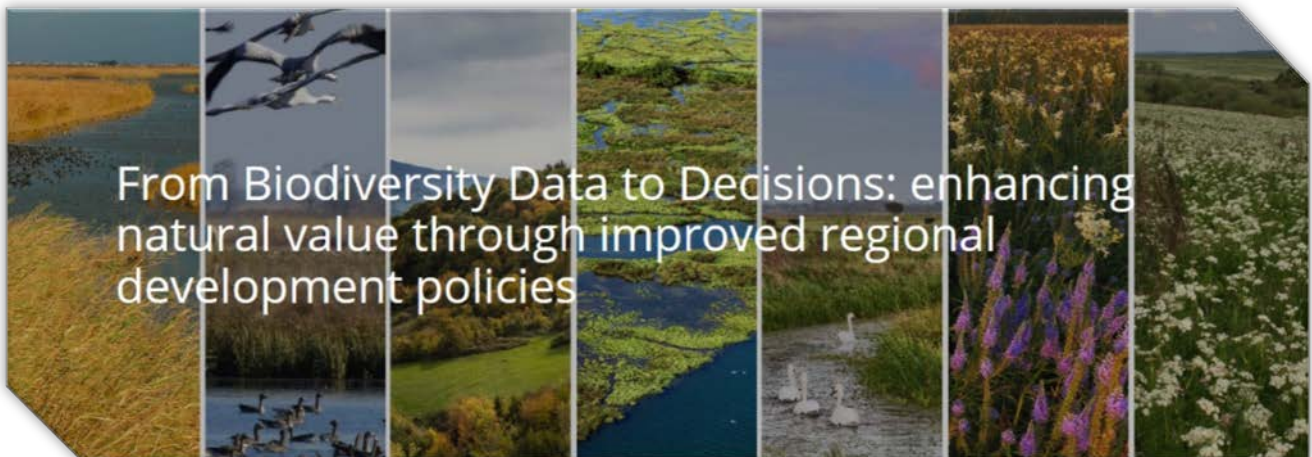 From Biodiversity Data to Decisions: enhancing
natural value through improved regional
development policies